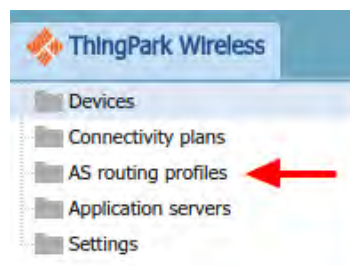 ThingPark Wireless
Devices
Connectivity plans
AS routing profiles
Application servers
Settings